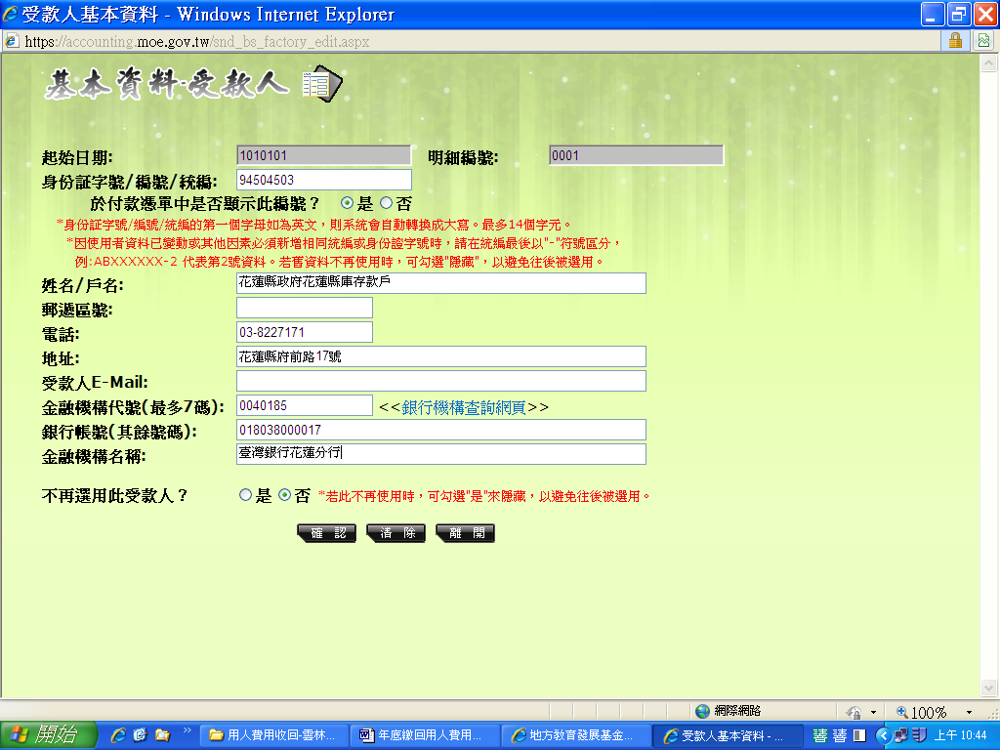 受款人基本資料 - Windows Internet Explorer
https://accounting.moe.gov.tw/snd_bs_factory_edit.aspx
基本資料-受款人
起始日期: 1010101 明細編號: 0001
身份証字號/編號/統編: 94504503
於付款憑單中是否顯示此編號？ 是 否
*身份証字號/編號/統編的第一個字母如為英文，則系統會自動轉換成大寫。最多14個字元。
*因使用者資料已變動或其他因素必須新增相同統編或身份證字號時，請在統編最後以"-"符號區分，
例:ABXXXXXX-2 代表第2號資料。若舊資料不再使用時，可勾選"隱藏"，以避免往後被選用。
姓名/戶名: 花蓮縣政府花蓮縣庫存款戶
郵遞區號:
電話: 03-8227171
地址: 花蓮縣府前路17號
受款人E-Mail:
金融機構代號(最多7碼): 0040185 <<銀行機構查詢網頁>>
銀行帳號(其餘號碼): 018038000017
金融機構名稱: 臺灣銀行花蓮分行
不再選用此受款人？ 是 否 *若此不再使用時，可勾選"是"來隱藏，以避免往後被選用。
確 認 清 除 離 開
網際網路 100%
開始 用人費用收回-雲林... 年底繳回用人費用... 地方教育發展基金... 受款人基本資料 - ... 上午 10:44